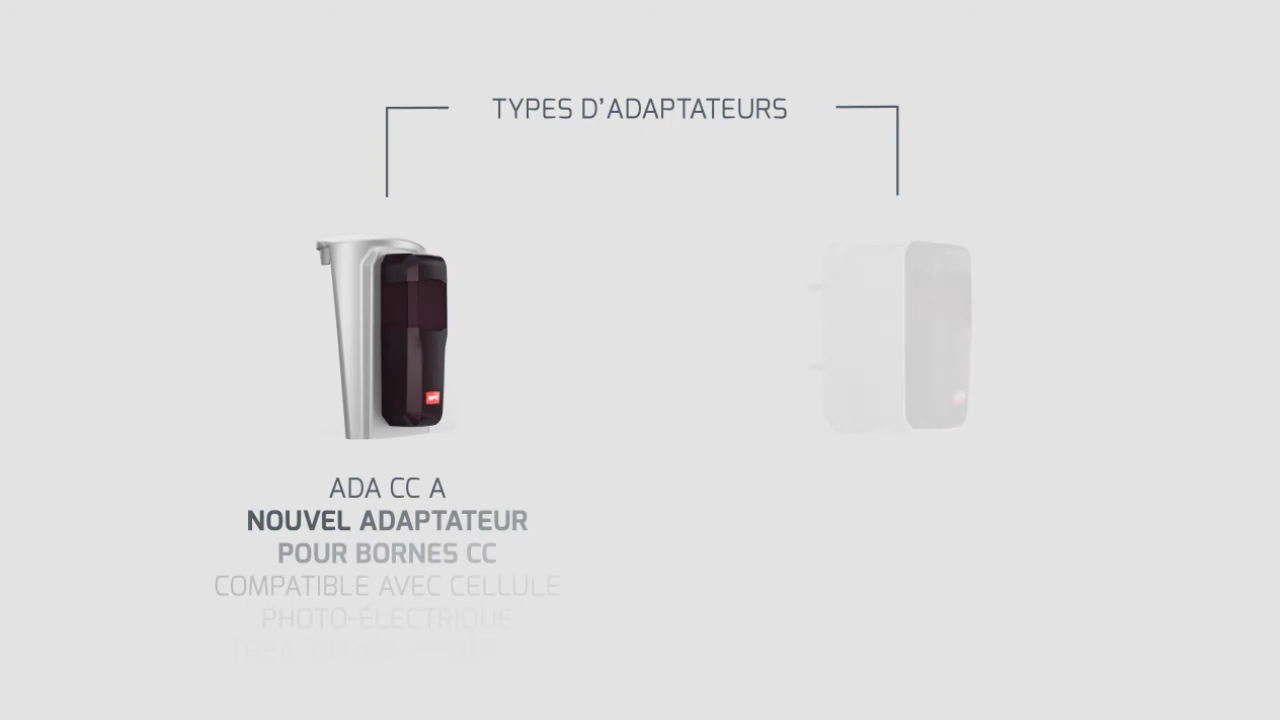 TYPES D'ADAPTATEURS
ADA CC A
NOUVEL ADAPTATEUR
POUR BORNES CC
COMPATIBLE AVEC CELLULE
PHOTO-ÉLECTRIQUE